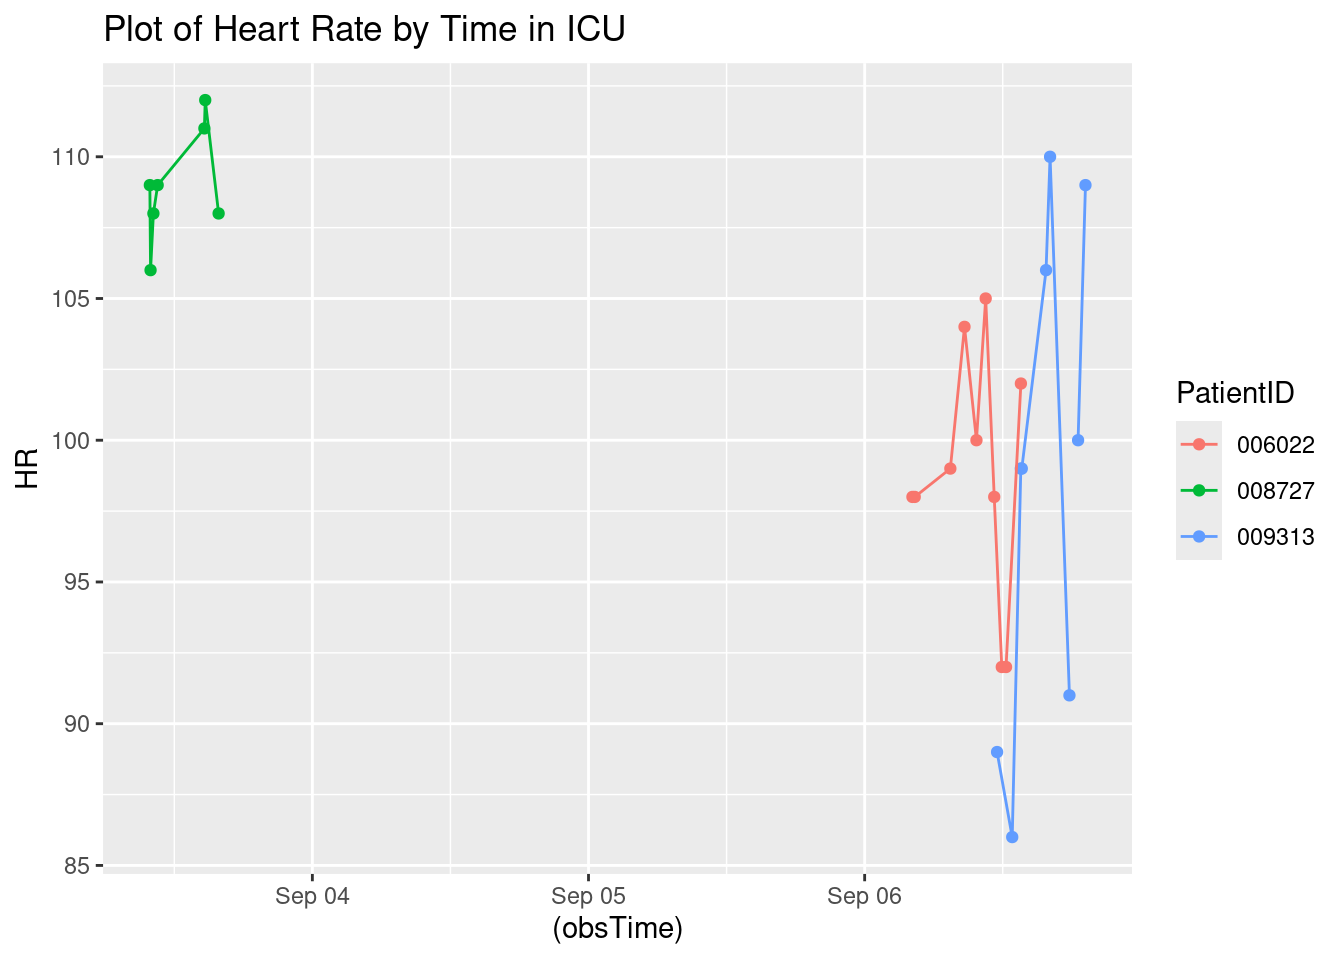 Plot of Heart Rate by Time in ICU
110
105
100
95
90
85
HR
Sep 04
Sep 05
Sep 06
(obsTime)
PatientID
006022
008727
009313